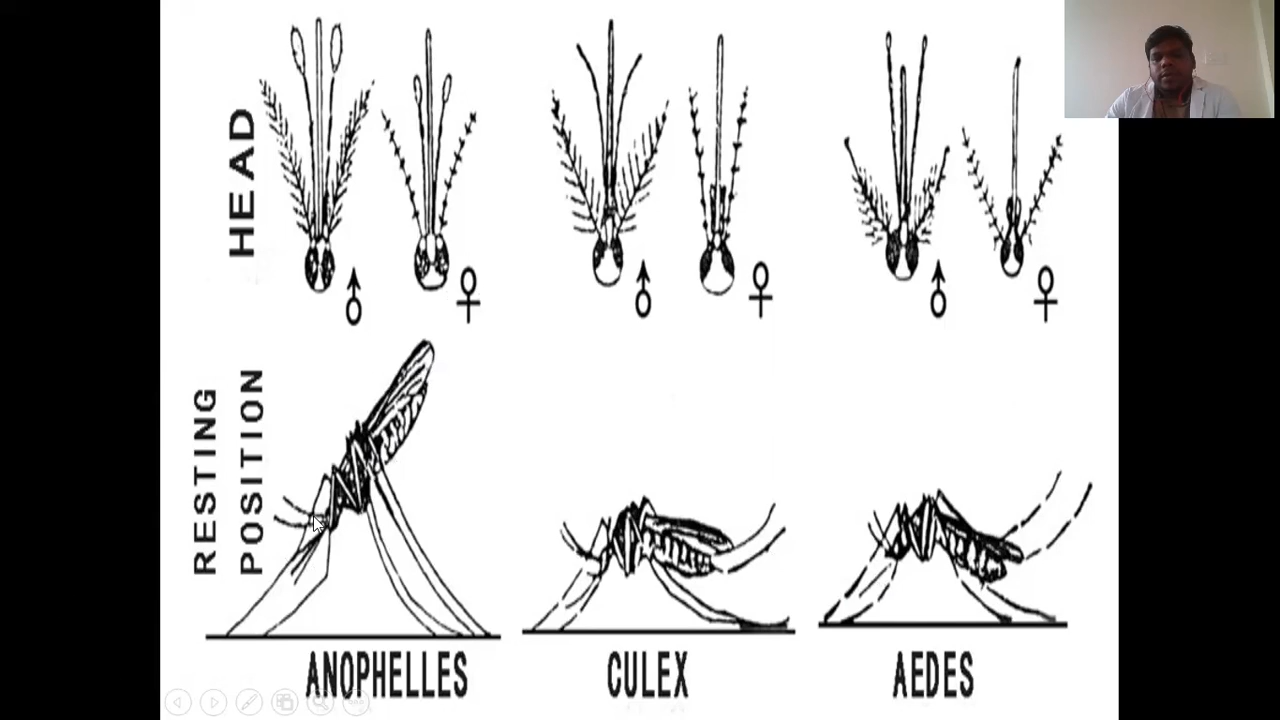 HEAD
RESTING
POSITION
ANOPHELLES
CULEX
AEDES